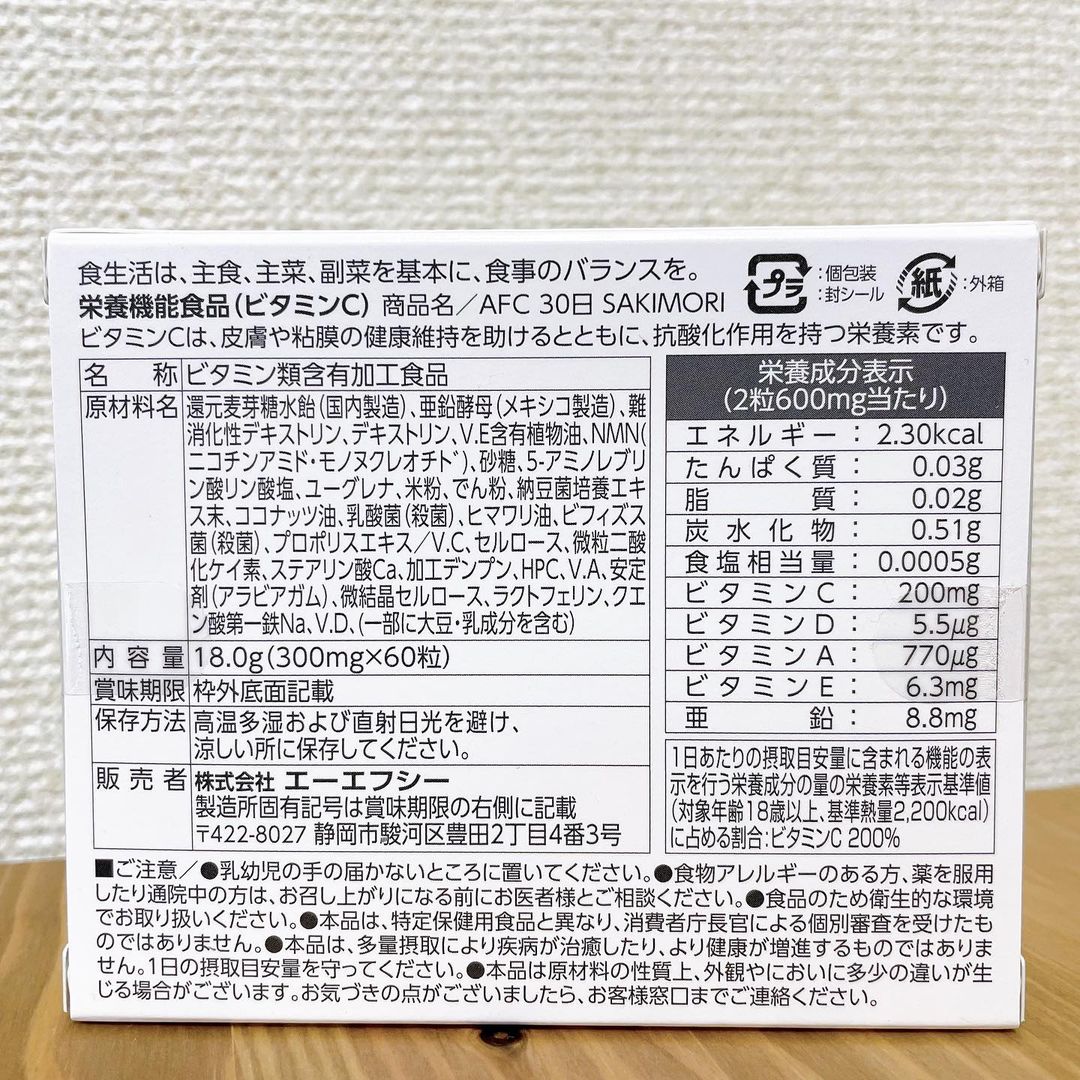 食生活は、主食、主菜、副菜を基本に、食事のバランスを。
栄養機能食品(ビタミンC) 商品名/AFC 30日 SAKIMORI
プラ :個包装
:封シール
紙 :外箱
ビタミンCは、皮膚や粘膜の健康維持を助けるとともに、抗酸化作用を持つ栄養素です。
名称 ビタミン類含有加工食品
原材料名 還元麦芽糖水飴(国内製造)、亜鉛酵母(メキシコ製造)、難
消化性デキストリン、デキストリン、V.E含有植物油、NMN(
ニコチンアミド・モノヌクレオチド)、砂糖、5-アミノレブリ
ン酸リン酸塩、ユーグレナ、米粉、でん粉、納豆菌培養エキ
ス末、ココナッツ油、乳酸菌(殺菌)、ヒマワリ油、ビフィズス
菌(殺菌)、プロポリスエキス/V.C、セルロース、微粒二酸
化ケイ素、ステアリン酸Ca、加工デンプン、HPC、V.A、安定
剤(アラビアガム)、微結晶セルロース、ラクトフェリン、クエ
ン酸第一鉄Na、V.D、(一部に大豆・乳成分を含む)
内容量 18.0g(300mg×60粒)
賞味期限 枠外底面記載
保存方法 高温多湿および直射日光を避け、
涼しい所に保存してください。
販売者 株式会社 エーエフシー
製造所固有記号は賞味期限の右側に記載
〒422-8027 静岡市駿河区豊田2丁目4番3号
栄養成分表示
(2粒600mg当たり)
エネルギー:2.30kcal
たんぱく質:0.03g
脂質:0.02g
炭水化物:0.51g
食塩相当量:0.0005g
ビタミンC:200mg
ビタミンD:5.5μg
ビタミンA:770μg
ビタミンE:6.3mg
亜鉛:8.8mg
1日あたりの摂取目安量に含まれる機能の表
示を行う栄養成分の量の栄養素等表示基準値
(対象年齢18歳以上、基準熱量2,200kcal)
に占める割合:ビタミンC 200%
■ご注意/●乳幼児の手の届かないところに置いてください。●食物アレルギーのある方、薬を服用
したり通院中の方は、お召し上がりになる前にお医者様とご相談ください。●食品のため衛生的な環境
でお取り扱いください。●本品は、特定保健用食品と異なり、消費者庁長官による個別審査を受けたも
のではありません。●本品は、多量摂取により疾病が治癒したり、より健康が増進するものではありま
せん。1日の摂取目安量を守ってください。●本品は原材料の性質上、外観やにおいに多少の違いが生
じる場合がございます。お気づきの点がございましたら、お客様窓口までご連絡ください。